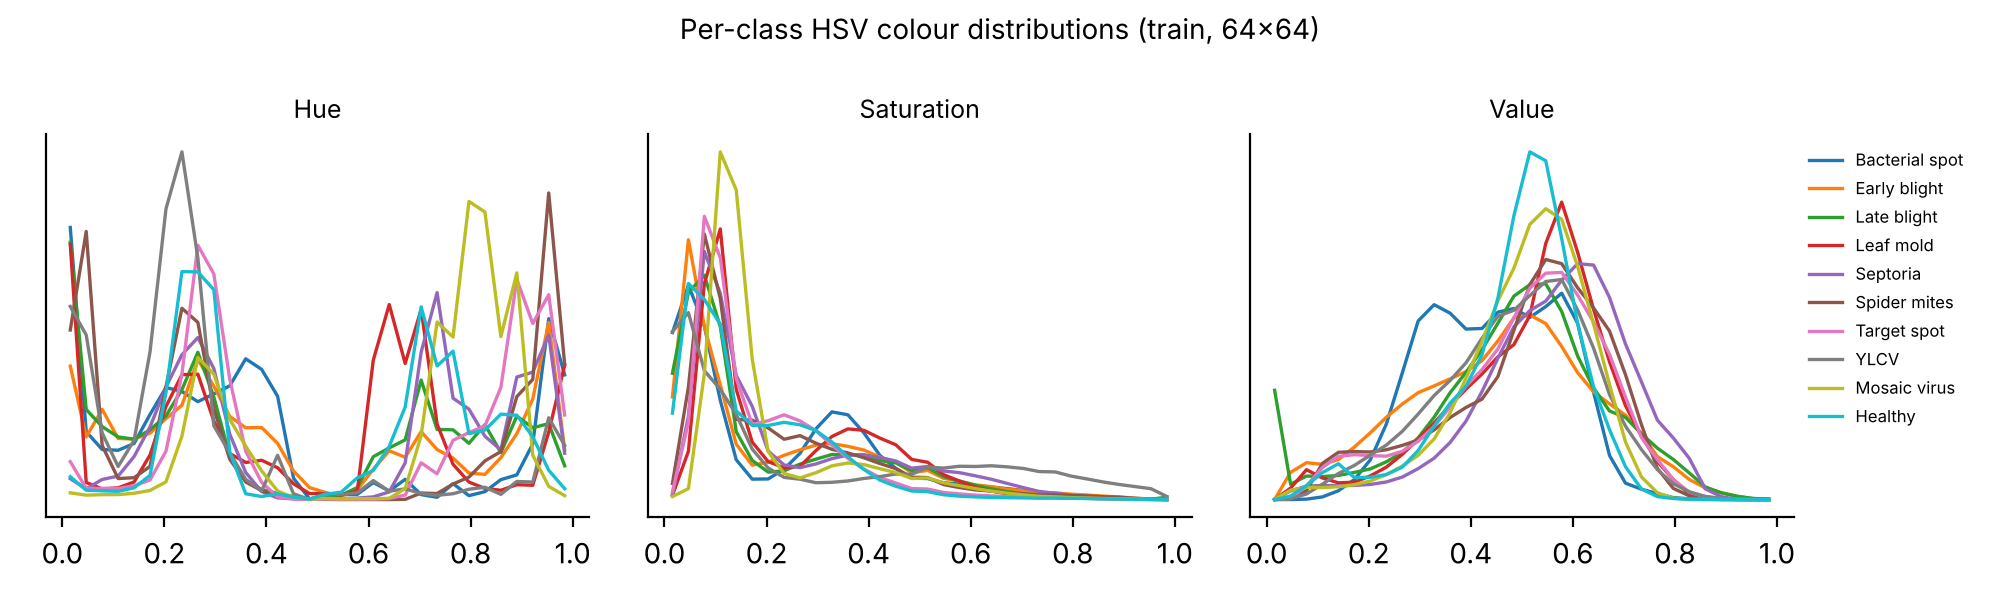 Per-class HSV colour distributions (train, 64×64)
Hue
Saturation
Value
0.0 0.2 0.4 0.6 0.8 1.0
0.0 0.2 0.4 0.6 0.8 1.0
0.0 0.2 0.4 0.6 0.8 1.0
Bacterial spot
Early blight
Late blight
Leaf mold
Septoria
Spider mites
Target spot
YLCV
Mosaic virus
Healthy